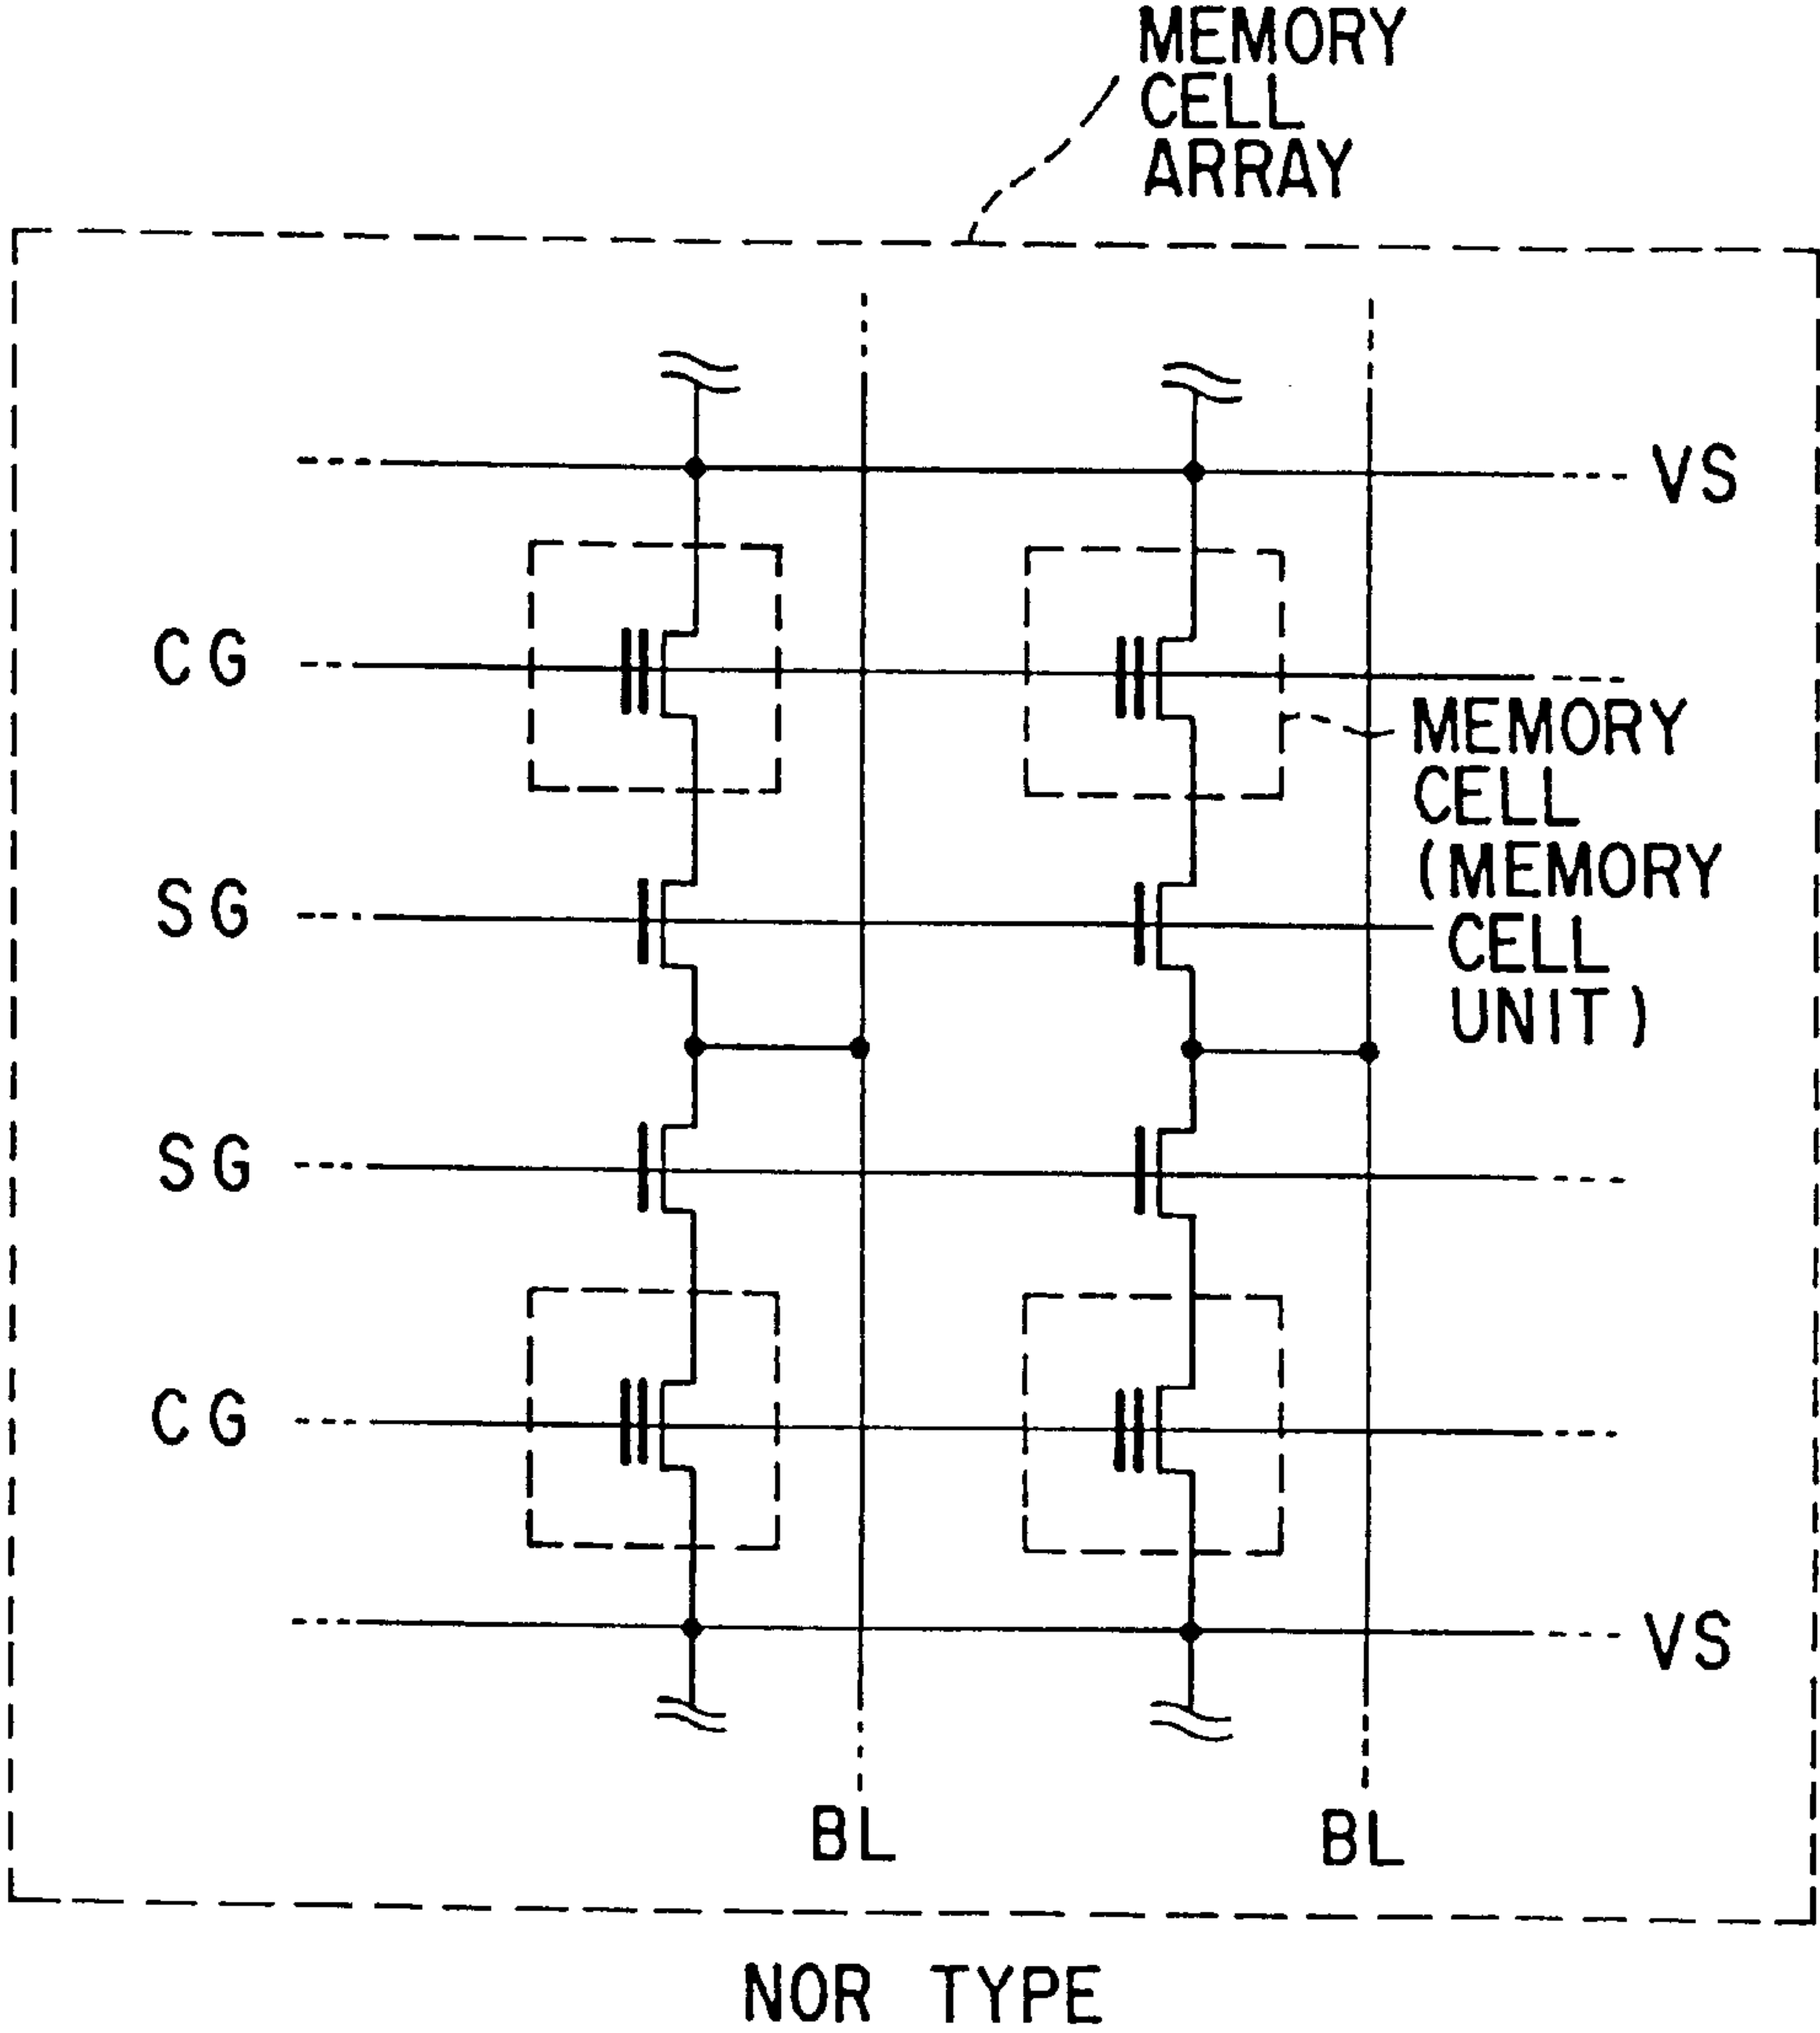 MEMORY
CELL
ARRAY
VS
CG
MEMORY
CELL
(MEMORY
CELL
UNIT)
SG
SG
CG
VS
BL
BL
NOR TYPE